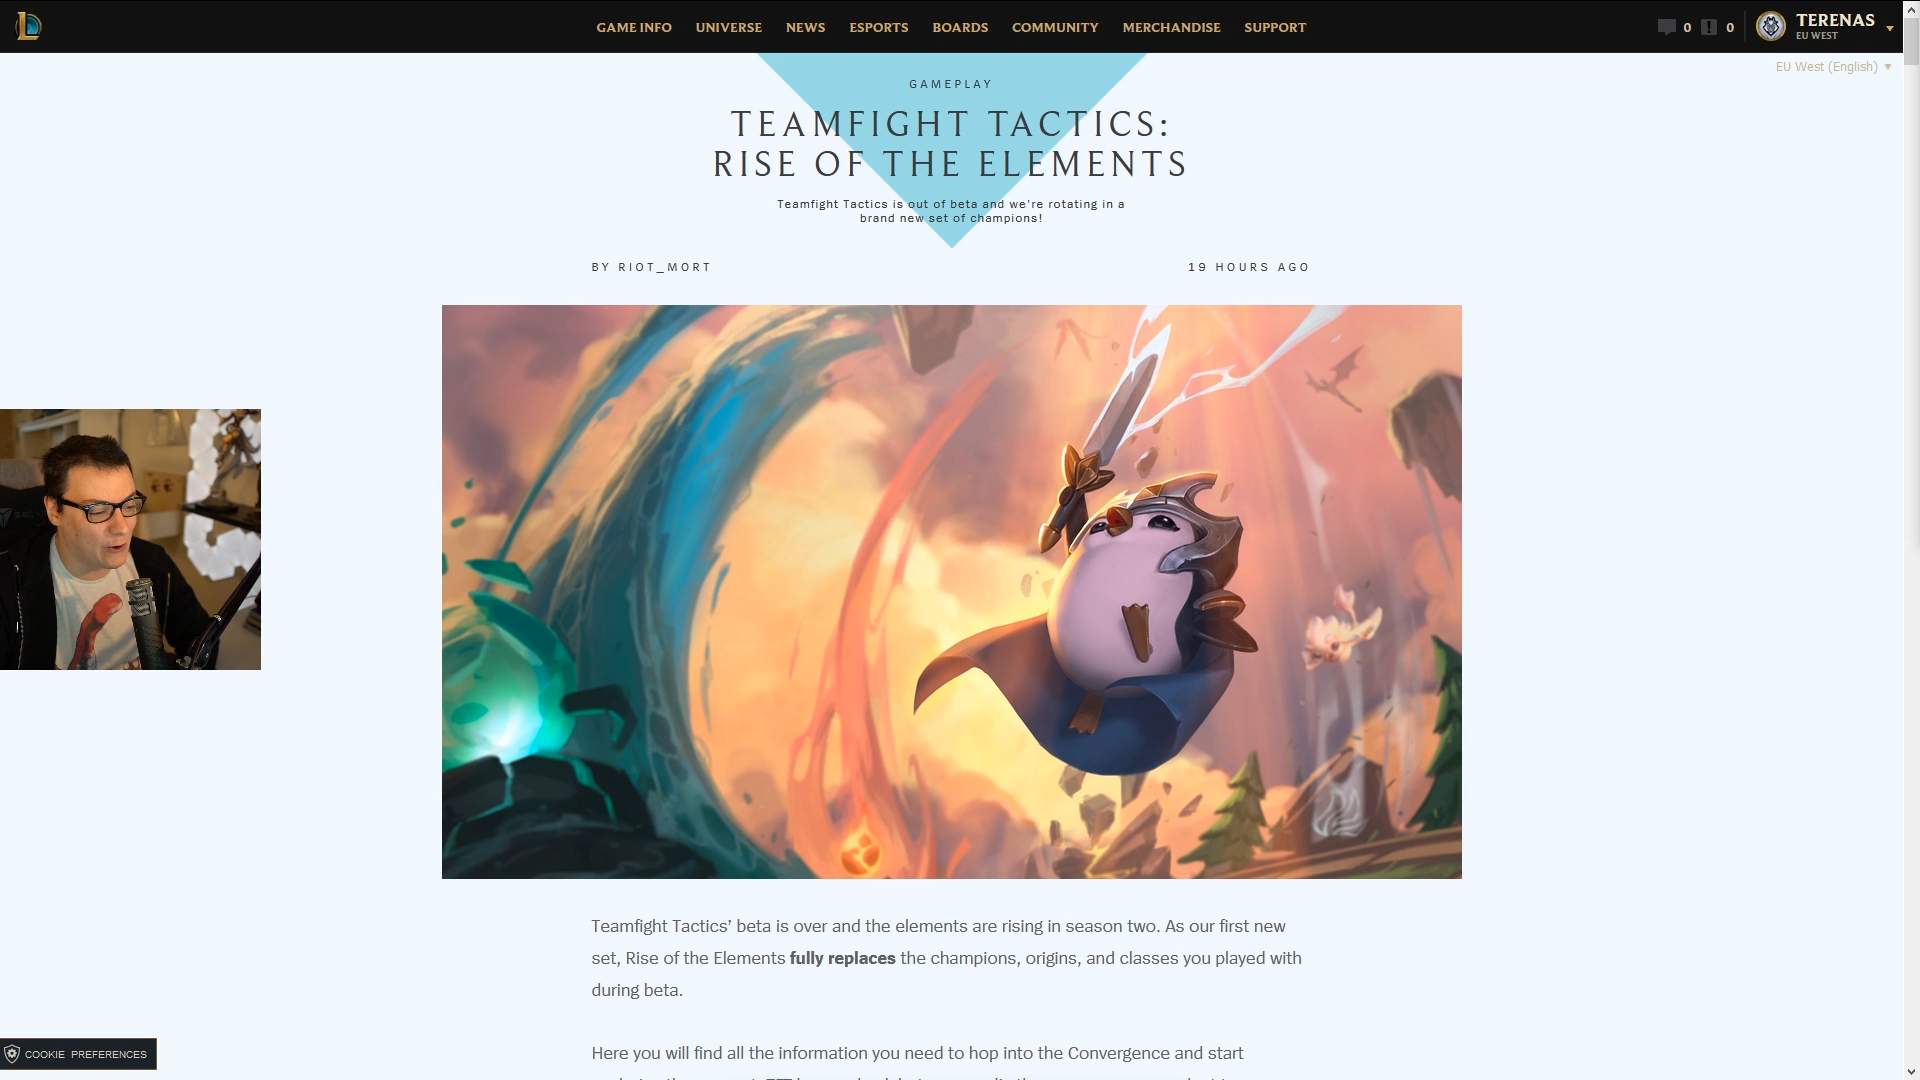 GAME INFO UNIVERSE NEWS ESPORTS BOARDS COMMUNITY MERCHANDISE SUPPORT
0 0 TERENAS
EU WEST
EU West (English)
GAMEPLAY
TEAMFIGHT TACTICS:
RISE OF THE ELEMENTS
Teamfight Tactics is out of beta and we're rotating in a
brand new set of champions!
BY RIOT_MORT
19 HOURS AGO
Teamfight Tactics’ beta is over and the elements are rising in season two. As our first new
set, Rise of the Elements fully replaces the champions, origins, and classes you played with
during beta.
COOKIE PREFERENCES
Here you will find all the information you need to hop into the Convergence and start